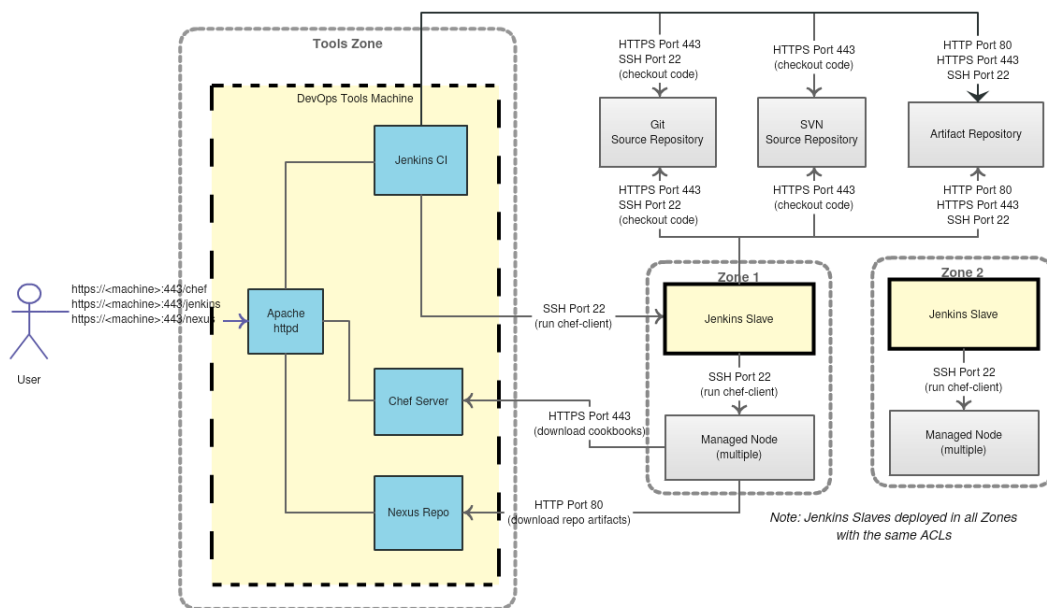 Tools Zone
DevOps Tools Machine
Jenkins CI
HTTPS Port 443
SSH Port 22
(checkout code)
HTTPS Port 443
(checkout code)
HTTP Port 80
HTTPS Port 443
SSH Port 22
Git
Source Repository
SVN
Source Repository
Artifact Repository
HTTPS Port 443
SSH Port 22
(checkout code)
HTTPS Port 443
(checkout code)
HTTP Port 80
HTTPS Port 443
SSH Port 22
https://<machine>:443/chef
https://<machine>:443/jenkins
https://<machine>:443/nexus
User
Apache
httpd
SSH Port 22
(run chef-client)
Zone 1
Jenkins Slave
SSH Port 22
(run chef-client)
Managed Node
(multiple)
Zone 2
Jenkins Slave
SSH Port 22
(run chef-client)
Managed Node
(multiple)
Chef Server
HTTPS Port 443
(download cookbooks)
Nexus Repo
HTTP Port 80
(download repo artifacts)
Note: Jenkins Slaves deployed in all Zones
with the same ACLs